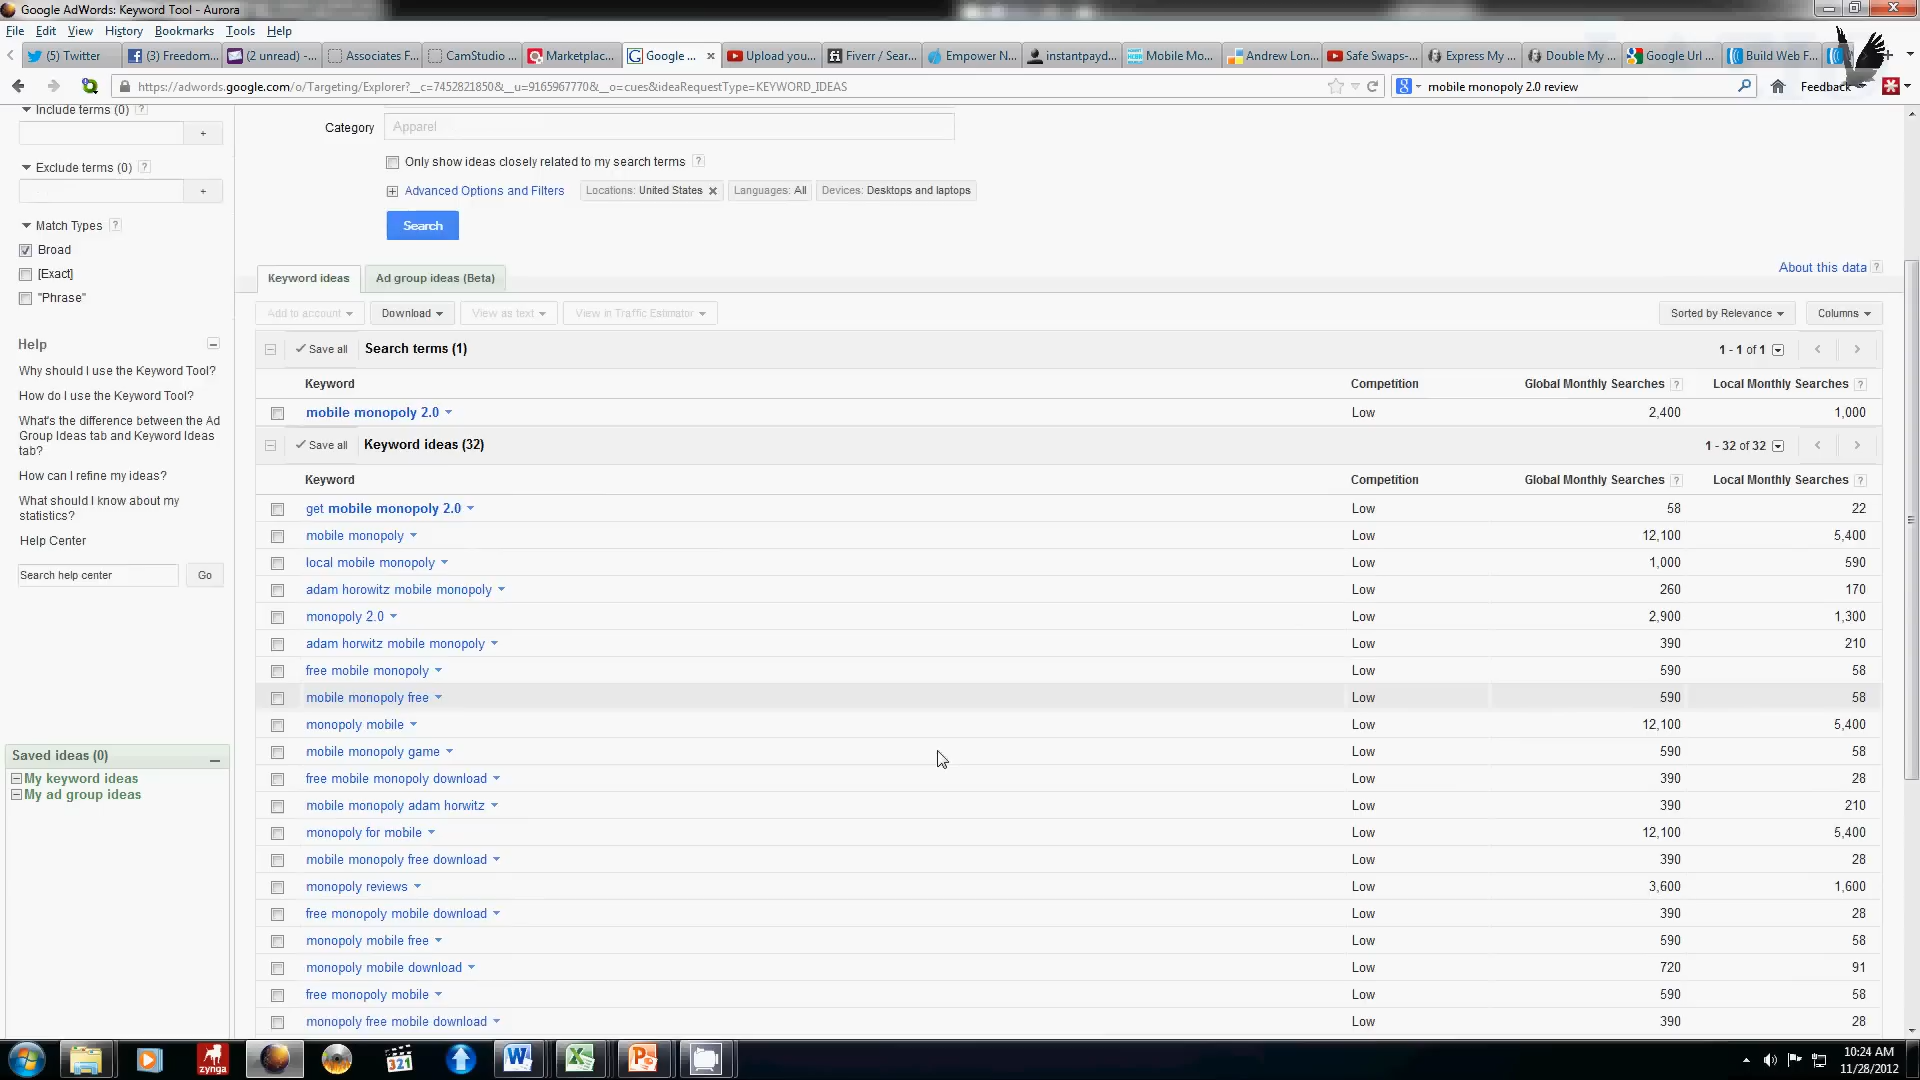 Google AdWords: Keyword Tool - Aurora
File Edit View History Bookmarks Tools Help
(5) Twitter
(3) Freedom...
(2 unread) -...
Associates F...
CamStudio ...
Marketplac...
Google ...
Upload you...
Fiverr / Sear...
Empower N...
instantpayd...
Mobile Mo...
Andrew Lon...
Safe Swaps-...
Express My ...
Double My ...
Google Url ...
Build Web F...
https://adwords.google.com/o/Targeting/Explorer?__c=7452821850&__u=9165967770&__o=cues&ideaRequestType=KEYWORD_IDEAS
mobile monopoly 2.0 review
Feedback
Include terms (0) ?
+
Exclude terms (0) ?
+
Match Types ?
Broad
[Exact]
"Phrase"
Help
Why should I use the Keyword Tool?
How do I use the Keyword Tool?
What's the difference between the Ad
Group Ideas tab and Keyword Ideas
tab?
How can I refine my ideas?
What should I know about my
statistics?
Help Center
Search help center
Go
Saved ideas (0)
My keyword ideas
My ad group ideas
Category Apparel
Only show ideas closely related to my search terms ?
Advanced Options and Filters Locations: United States Languages: All Devices: Desktops and laptops
Search
Keyword ideas Ad group ideas (Beta) About this data ?
Add to account Download View as text View in Traffic Estimator Sorted by Relevance Columns
Save all Search terms (1) 1 - 1 of 1
Keyword Competition Global Monthly Searches ? Local Monthly Searches ?
mobile monopoly 2.0 Low 2,400 1,000
Save all Keyword ideas (32) 1 - 32 of 32
Keyword Competition Global Monthly Searches ? Local Monthly Searches ?
get mobile monopoly 2.0 Low 58 22
mobile monopoly Low 12,100 5,400
local mobile monopoly Low 1,000 590
adam horowitz mobile monopoly Low 260 170
monopoly 2.0 Low 2,900 1,300
adam horwitz mobile monopoly Low 390 210
free mobile monopoly Low 590 58
mobile monopoly free Low 590 58
monopoly mobile Low 12,100 5,400
mobile monopoly game Low 590 58
free mobile monopoly download Low 390 28
mobile monopoly adam horwitz Low 390 210
monopoly for mobile Low 12,100 5,400
mobile monopoly free download Low 390 28
monopoly reviews Low 3,600 1,600
free monopoly mobile download Low 390 28
monopoly mobile free Low 590 58
monopoly mobile download Low 720 91
free monopoly mobile Low 590 58
monopoly free mobile download Low 390 28
zynga
321
10:24 AM
11/28/2012